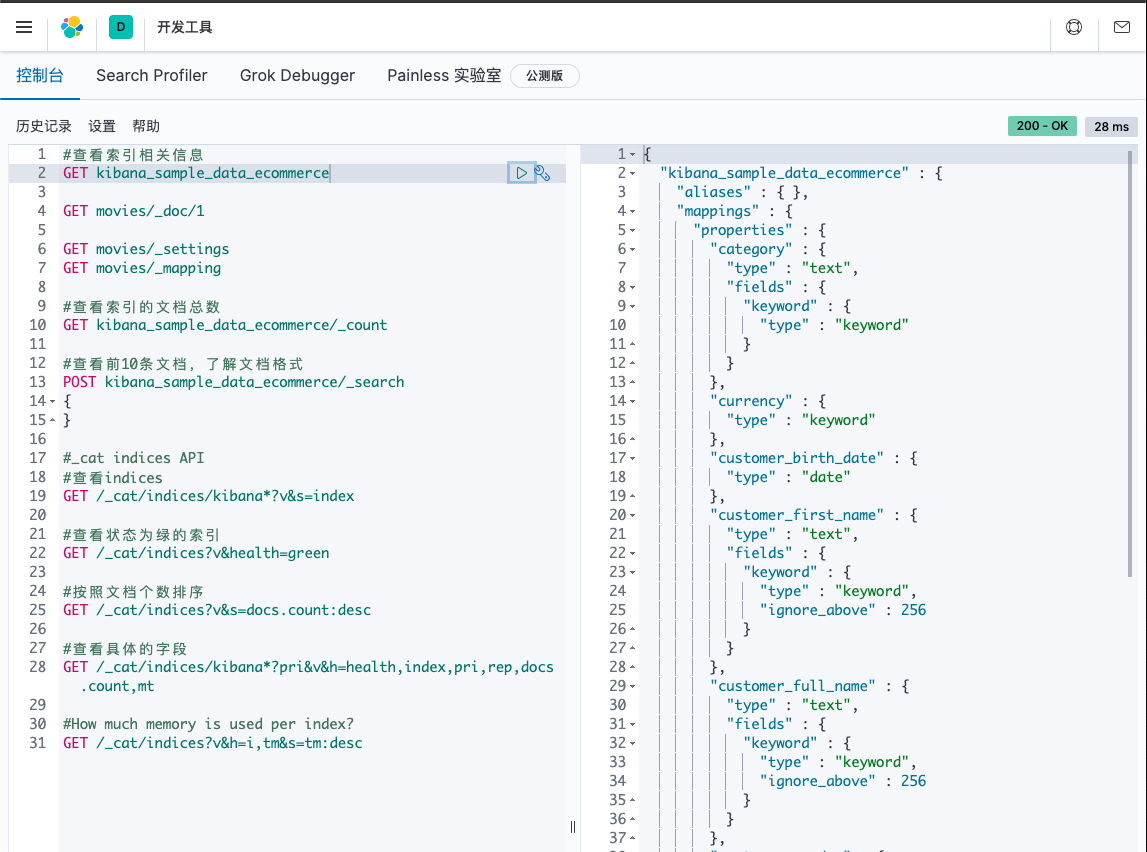 D
开发工具
控制台 Search Profiler Grok Debugger Painless 实验室 公测版
历史记录 设置 帮助
200 - OK 28 ms
1 #查看索引相关信息
2 GET kibana_sample_data_ecommerce
3
4 GET movies/_doc/1
5
6 GET movies/_settings
7 GET movies/_mapping
8
9 #查看索引的文档总数
10 GET kibana_sample_data_ecommerce/_count
11
12 #查看前10条文档，了解文档格式
13 POST kibana_sample_data_ecommerce/_search
14 {
15 }
16
17 #_cat indices API
18 #查看indices
19 GET /_cat/indices/kibana*?v&s=index
20
21 #查看状态为绿的索引
22 GET /_cat/indices?v&health=green
23
24 #按照文档个数排序
25 GET /_cat/indices?v&s=docs.count:desc
26
27 #查看具体的字段
28 GET /_cat/indices/kibana*?pri&v&h=health,index,pri,rep,docs
.count,mt
29
30 #How much memory is used per index?
31 GET /_cat/indices?v&h=i,tm&s=tm:desc
1 {
2 "kibana_sample_data_ecommerce" : {
3 "aliases" : { },
4 "mappings" : {
5 "properties" : {
6 "category" : {
7 "type" : "text",
8 "fields" : {
9 "keyword" : {
10 "type" : "keyword"
11 }
12 }
13 },
14 "currency" : {
15 "type" : "keyword"
16 },
17 "customer_birth_date" : {
18 "type" : "date"
19 },
20 "customer_first_name" : {
21 "type" : "text",
22 "fields" : {
23 "keyword" : {
24 "type" : "keyword",
25 "ignore_above" : 256
26 }
27 }
28 },
29 "customer_full_name" : {
30 "type" : "text",
31 "fields" : {
32 "keyword" : {
33 "type" : "keyword",
34 "ignore_above" : 256
35 }
36 }
37 },